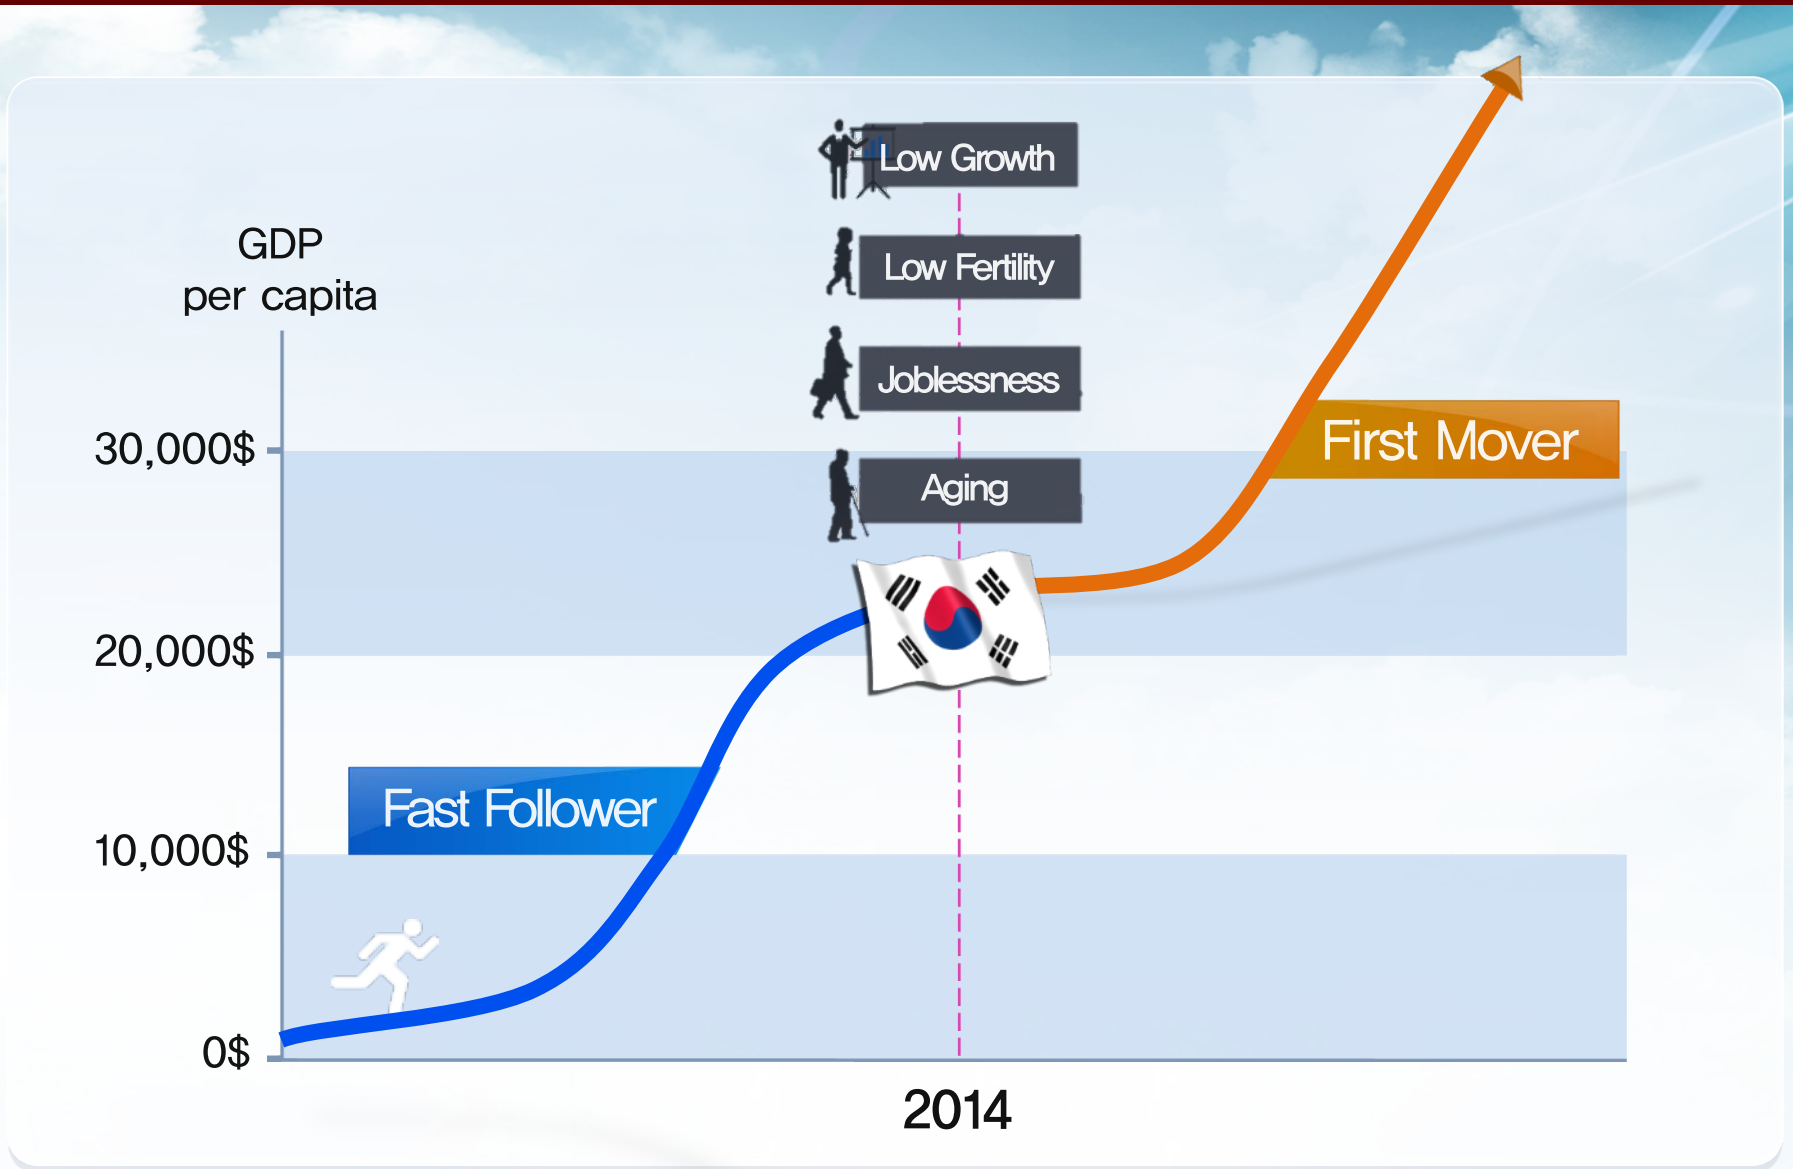 Low Growth
GDP
per capita
Low Fertility
Joblessness
30,000$
First Mover
Aging
20,000$
Fast Follower
10,000$
0$
2014